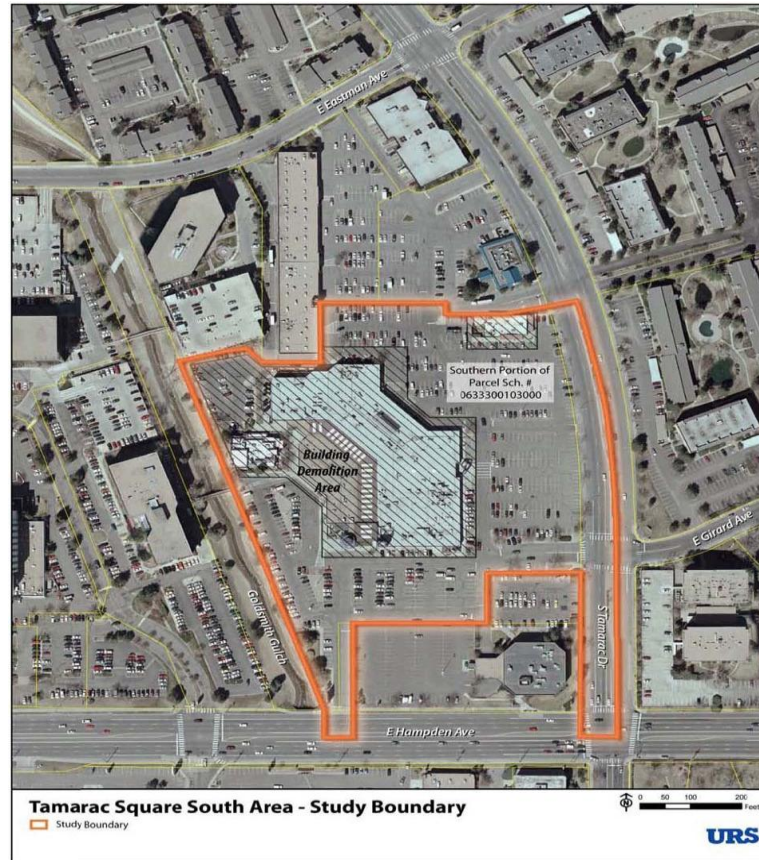 E Eastman Ave
Southern Portion of
Parcel Sch. #
0633300103000
Building
Demolition
Area
E Girard Ave
Goldsmith Gulch
S Tamarac Dr
E Hampden Ave
Tamarac Square South Area - Study Boundary
Study Boundary
N
0 50 100 200
Feet
URS